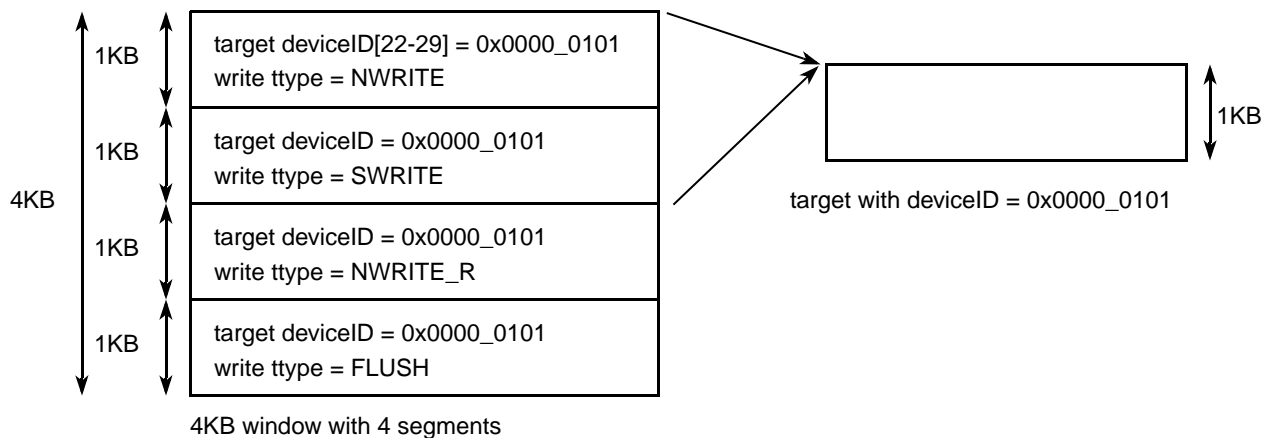 target deviceID[22-29] = 0x0000_0101
1KB
write ttype = NWRITE
1KB
target deviceID = 0x0000_0101
1KB
write ttype = SWRITE
4KB
target with deviceID = 0x0000_0101
target deviceID = 0x0000_0101
1KB
write ttype = NWRITE_R
target deviceID = 0x0000_0101
1KB
write ttype = FLUSH
4KB window with 4 segments